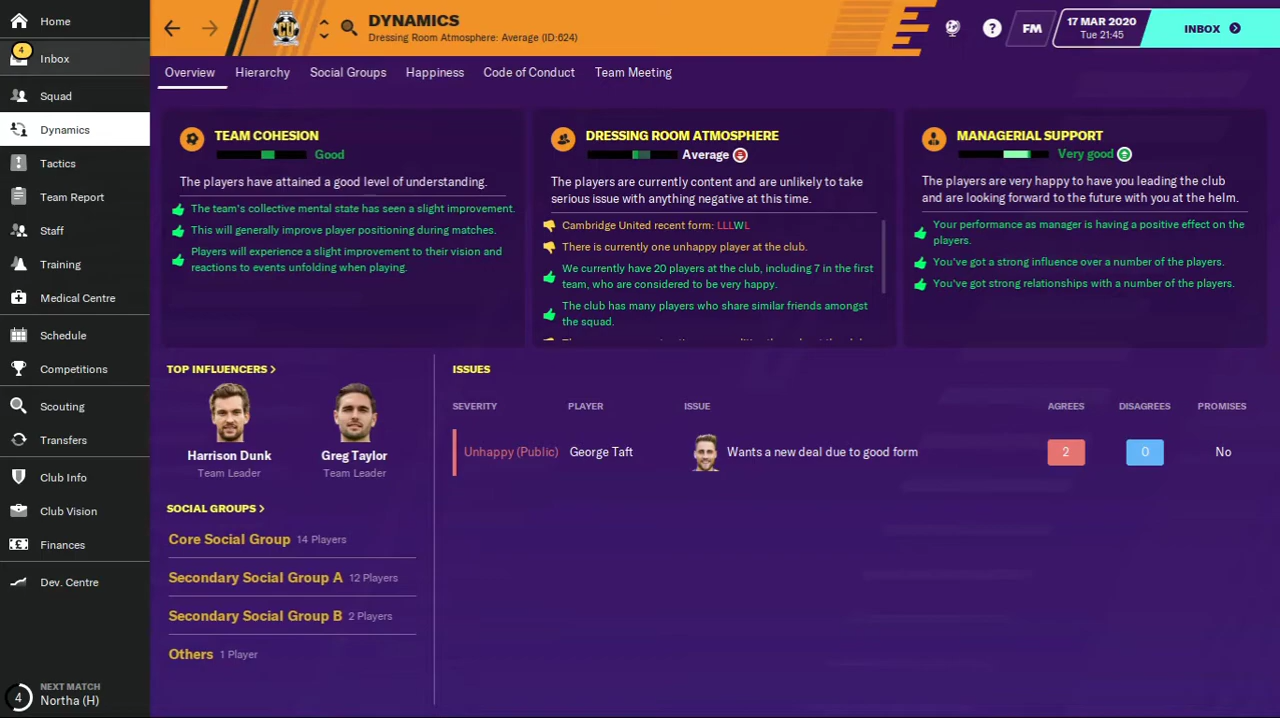 Home
4
Inbox
Squad
Dynamics
Tactics
Team Report
Staff
Training
Medical Centre
Schedule
Competitions
Scouting
Transfers
Club Info
Club Vision
Finances
Dev. Centre
4
NEXT MATCH
Northa (H)
CU
DYNAMICS
Dressing Room Atmosphere: Average (ID:624)
?
FM
17 MAR 2020
Tue 21:45
INBOX
Overview
Hierarchy
Social Groups
Happiness
Code of Conduct
Team Meeting
TEAM COHESION
Good
The players have attained a good level of understanding.
The team's collective mental state has seen a slight improvement.
This will generally improve player positioning during matches.
Players will experience a slight improvement to their vision and
reactions to events unfolding when playing.
DRESSING ROOM ATMOSPHERE
Average
The players are currently content and are unlikely to take
serious issue with anything negative at this time.
Cambridge United recent form: LLLWL
There is currently one unhappy player at the club.
We currently have 20 players at the club, including 7 in the first
team, who are considered to be very happy.
The club has many players who share similar friends amongst
the squad.
MANAGERIAL SUPPORT
Very good
The players are very happy to have you leading the club
and are looking forward to the future with you at the helm.
Your performance as manager is having a positive effect on the
players.
You've got a strong influence over a number of the players.
You've got strong relationships with a number of the players.
TOP INFLUENCERS >
Harrison Dunk
Team Leader
Greg Taylor
Team Leader
SOCIAL GROUPS >
Core Social Group 14 Players
Secondary Social Group A 12 Players
Secondary Social Group B 2 Players
Others 1 Player
ISSUES
SEVERITY PLAYER ISSUE AGREES DISAGREES PROMISES
Unhappy (Public) George Taft Wants a new deal due to good form 2 0 No